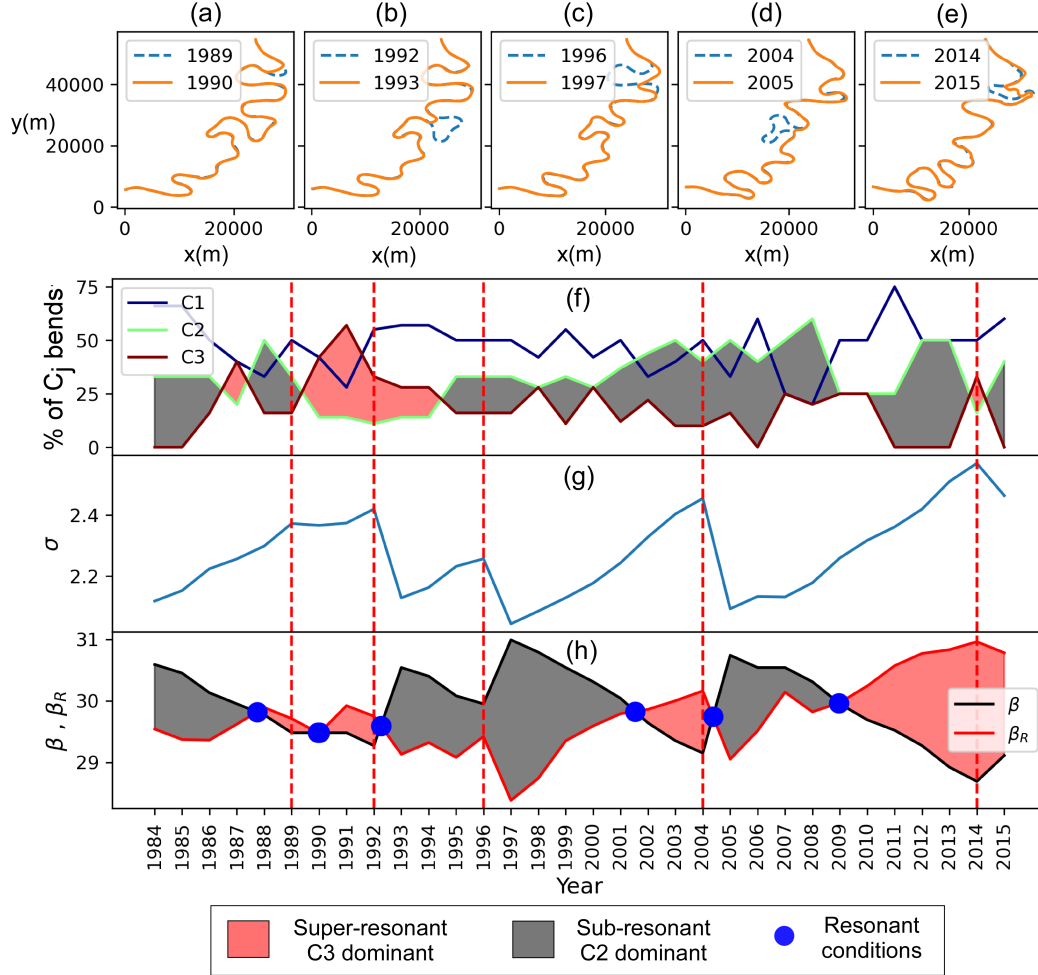 (a) (b) (c) (d) (e)
1989 1992 1996 2004 2014
1990 1993 1997 2005 2015
40000
y(m)
20000
0
0 20000 0 20000 0 20000 0 20000 0 20000
x(m) x(m) x(m) x(m) x(m)
75
50
25
0
% of Cj bends
C1
C2
C3
(f)
2.4
2.2
σ
(g)
31
30
29
β , βR
(h)
β
βR
1984 1985 1986 1987 1988 1989 1990 1991 1992 1993 1994 1995 1996 1997 1998 1999 2000 2001 2002 2003 2004 2005 2006 2007 2008 2009 2010 2011 2012 2013 2014 2015
Year
Super-resonant Sub-resonant Resonant
C3 dominant C2 dominant conditions